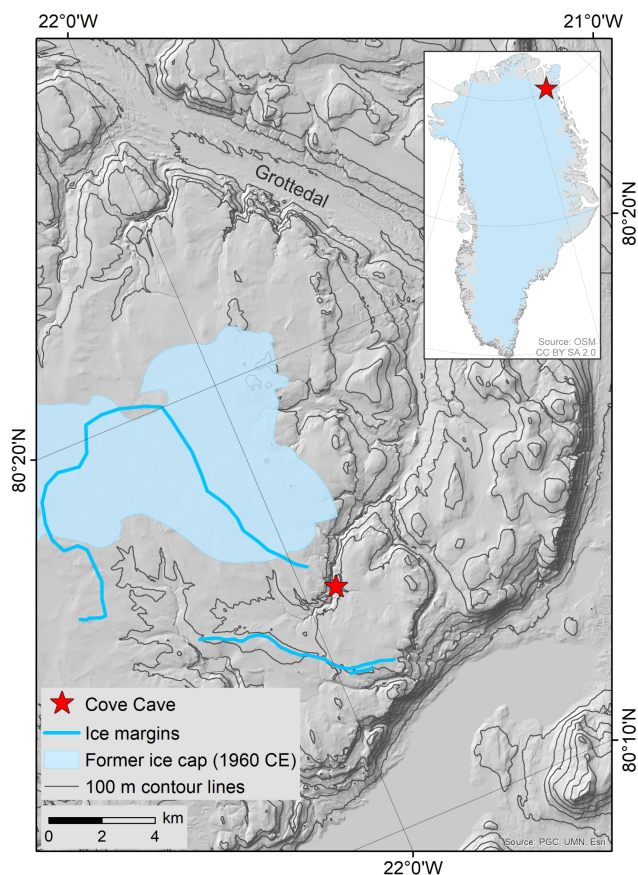 22°0'W
21°0'W
Grottedal
80°20'N
Source: OSM
CC BY SA 2.0
80°20'N
Cove Cave
Ice margins
Former ice cap (1960 CE)
100 m contour lines
0 2 4 km
80°10'N
Source: PGC, UMN, Esri
22°0'W